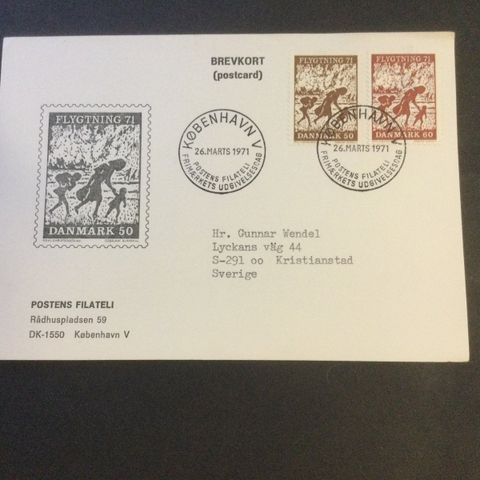 BREVKORT
(postcard)
FLYGTNING 71
DANMARK 50
FLYGTNING 71
DANMARK 60
FLYGTNING 71
DANMARK 50
KØBENHAVN V
26.MARTS 1971
POSTENS FILATELI
FRIMÆRKETS UDGIVELSESDAG
KØBENHAVN V
26.MARTS 1971
POSTENS FILATELI
FRIMÆRKETS UDGIVELSESDAG
Hr. Gunnar Wendel
Lyckans väg 44
S-291 oo Kristianstad
Sverige
POSTENS FILATELI
Rådhuspladsen 59
DK-1550 København V